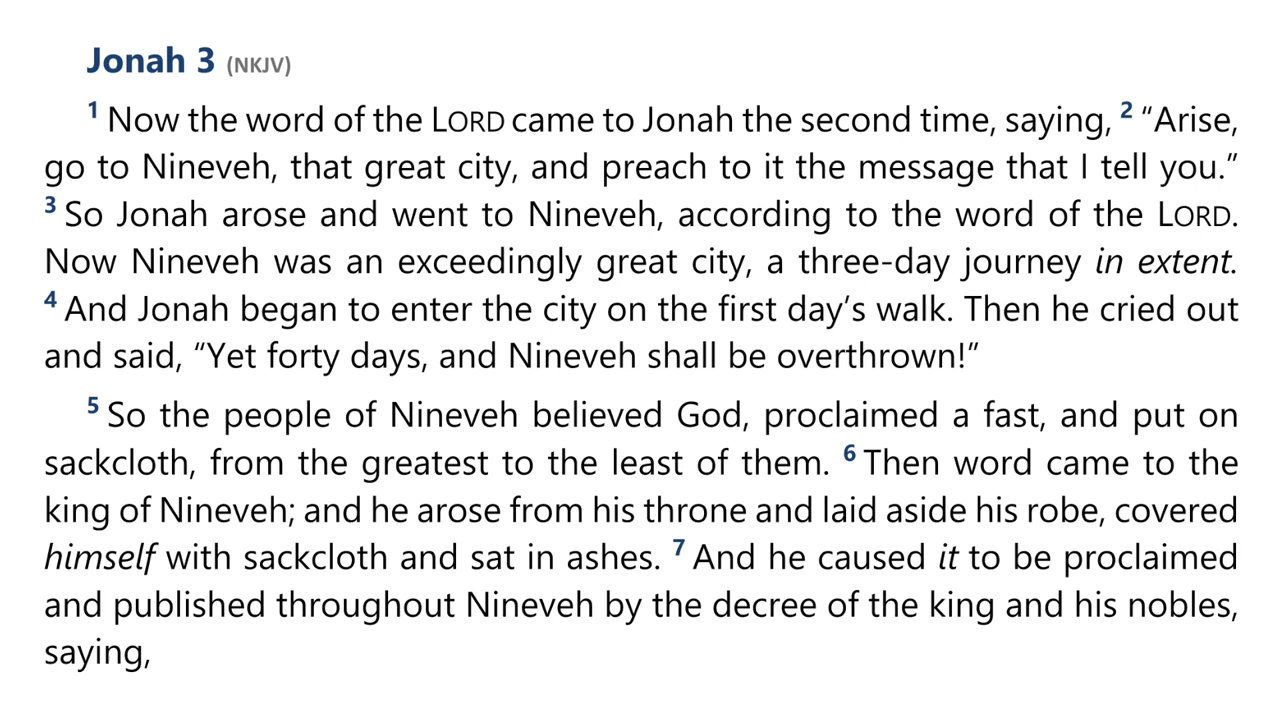 Jonah 3 (NKJV)
1 Now the word of the LORD came to Jonah the second time, saying, 2 “Arise,
go to Nineveh, that great city, and preach to it the message that I tell you.”
3 So Jonah arose and went to Nineveh, according to the word of the LORD.
Now Nineveh was an exceedingly great city, a three-day journey in extent.
4 And Jonah began to enter the city on the first day’s walk. Then he cried out
and said, “Yet forty days, and Nineveh shall be overthrown!”
5 So the people of Nineveh believed God, proclaimed a fast, and put on
sackcloth, from the greatest to the least of them. 6 Then word came to the
king of Nineveh; and he arose from his throne and laid aside his robe, covered
himself with sackcloth and sat in ashes. 7 And he caused it to be proclaimed
and published throughout Nineveh by the decree of the king and his nobles,
saying,